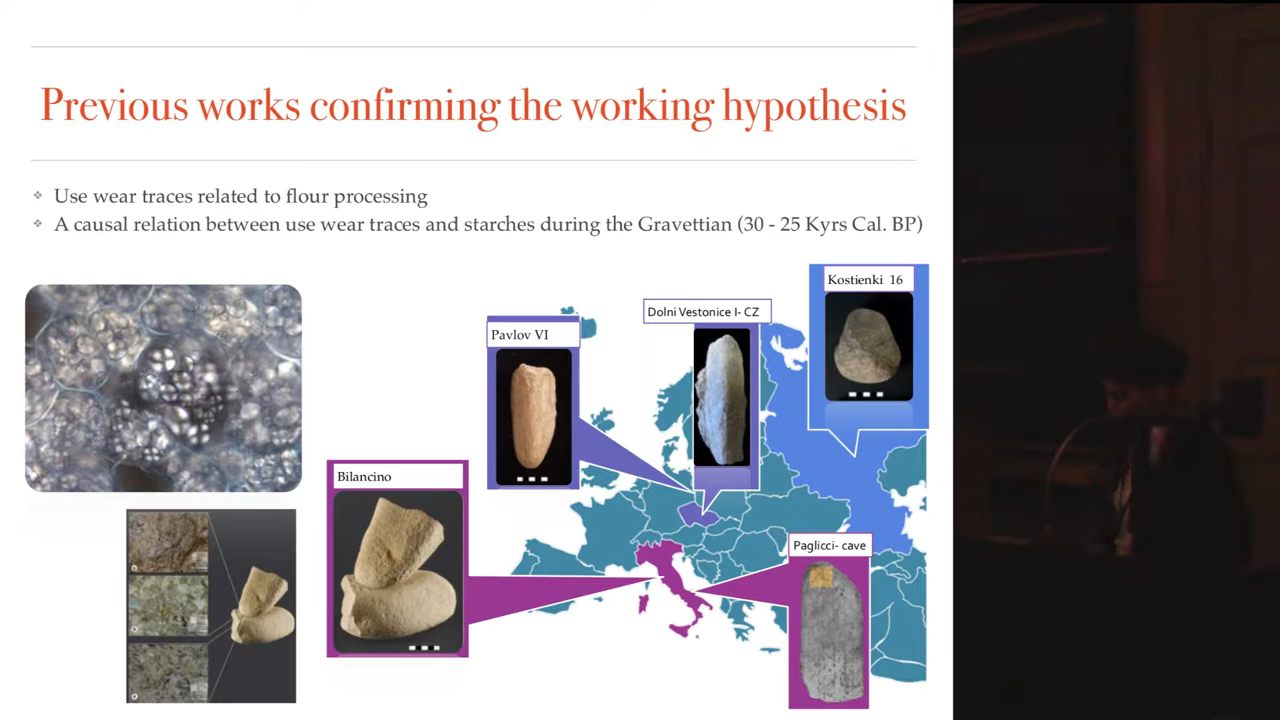 Previous works confirming the working hypothesis
Use wear traces related to flour processing
A causal relation between use wear traces and starches during the Gravettian (30 - 25 Kyrs Cal. BP)
Kostienki 16
Dolni Vestonice I- CZ
Pavlov VI
Bilancino
Paglicci- cave